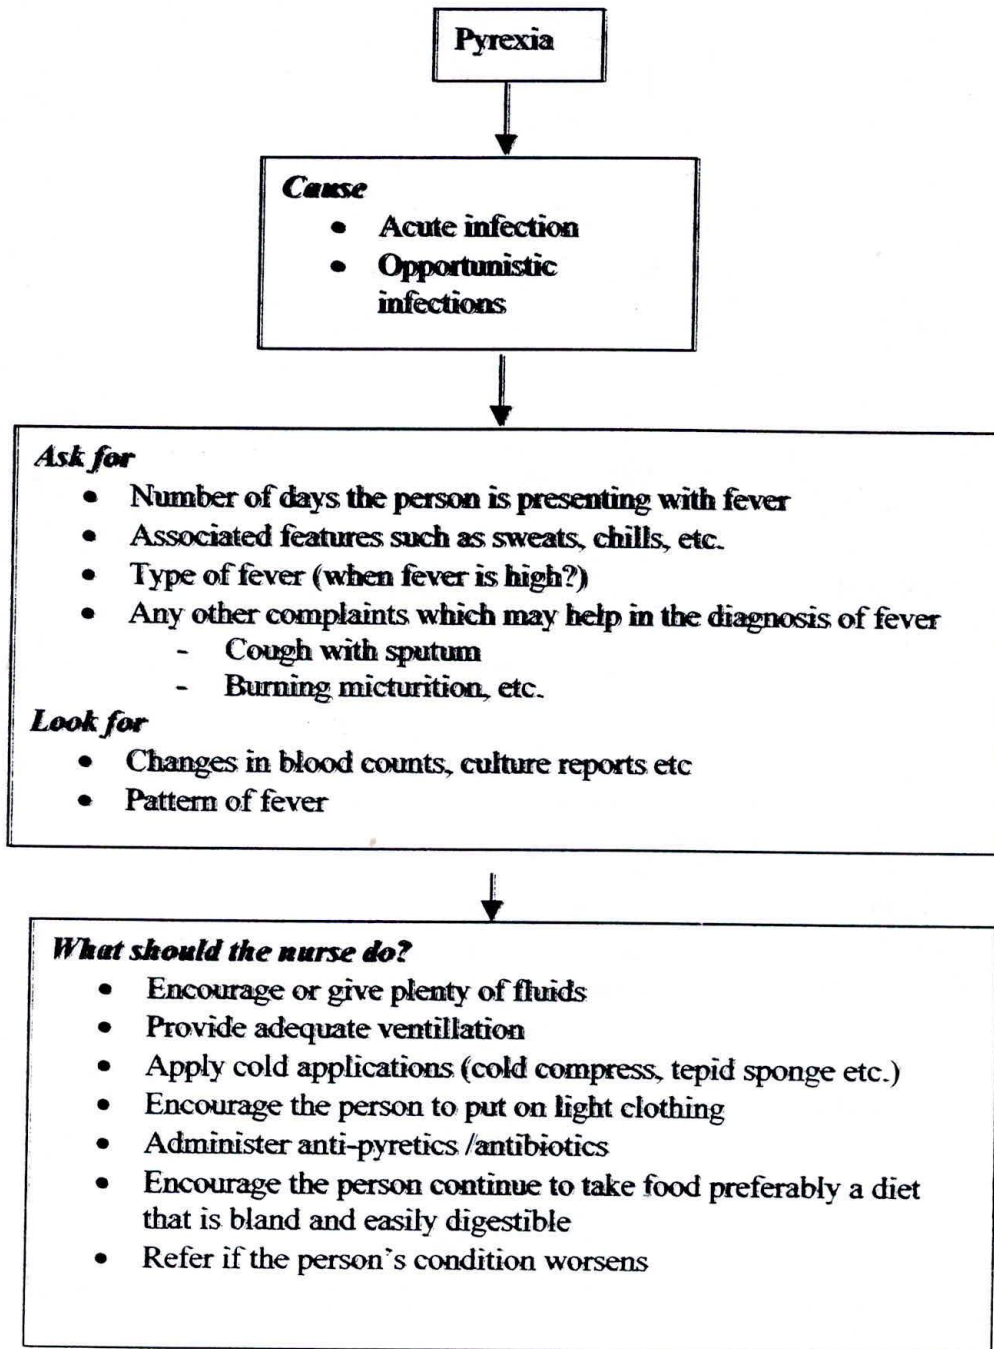 Pyrexia
Cause
• Acute infection
• Opportunistic
infections
Ask for
• Number of days the person is presenting with fever
• Associated features such as sweats, chills, etc.
• Type of fever (when fever is high?)
• Any other complaints which may help in the diagnosis of fever
- Cough with sputum
- Burning micturition, etc.
Look for
• Changes in blood counts, culture reports etc
• Pattern of fever
What should the nurse do?
• Encourage or give plenty of fluids
• Provide adequate ventillation
• Apply cold applications (cold compress, tepid sponge etc.)
• Encourage the person to put on light clothing
• Administer anti-pyretics /antibiotics
• Encourage the person continue to take food preferably a diet
that is bland and easily digestible
• Refer if the person's condition worsens